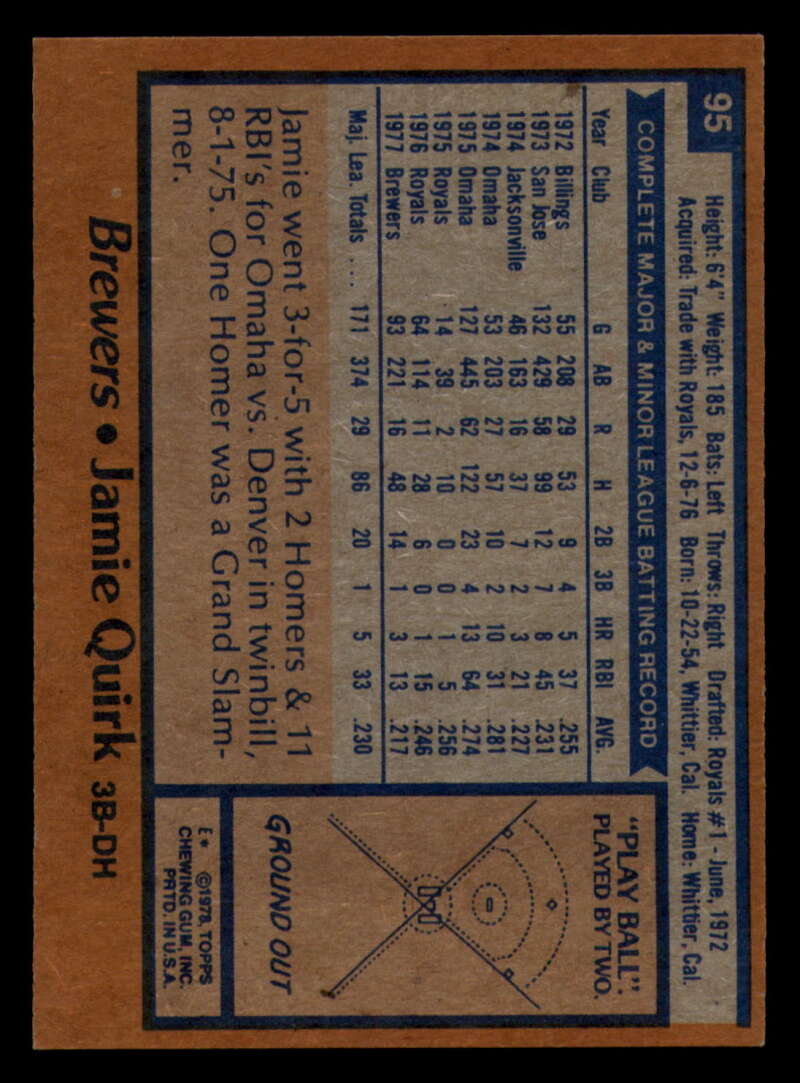 95
Height: 6'4" Weight: 185 Bats: Left Throws: Right Drafted: Royals #1 - June, 1972
Acquired: Trade with Royals, 12-6-76 Born: 10-22-54, Whittier, Cal. Home: Whittier, Cal.
COMPLETE MAJOR & MINOR LEAGUE BATTING RECORD
Year Club G AB R H 2B 3B HR RBI AVG.
1972 Billings 55 208 29 53 9 4 5 37 .255
1973 San Jose 132 429 58 99 12 7 8 45 .231
1974 Jacksonville 46 163 16 37 7 2 3 21 .227
1974 Omaha 53 203 27 57 10 2 10 31 .281
1975 Omaha 127 445 62 122 23 4 13 64 .274
1975 Royals 14 39 2 10 0 0 1 5 .256
1976 Royals 64 114 11 28 6 0 1 15 .246
1977 Brewers 93 221 16 48 14 1 3 13 .217
Maj. Lea. Totals .... 171 374 29 86 20 1 5 33 .230
Jamie went 3-for-5 with 2 Homers & 11
RBI's for Omaha vs. Denver in twinbill,
8-1-75. One Homer was a Grand Slam-
mer.
"PLAY BALL":
PLAYED BY TWO.
GROUND OUT
E* ©1978, TOPPS
CHEWING GUM, INC.
PRTD. IN U.S.A.
Brewers • Jamie Quirk 3B-DH